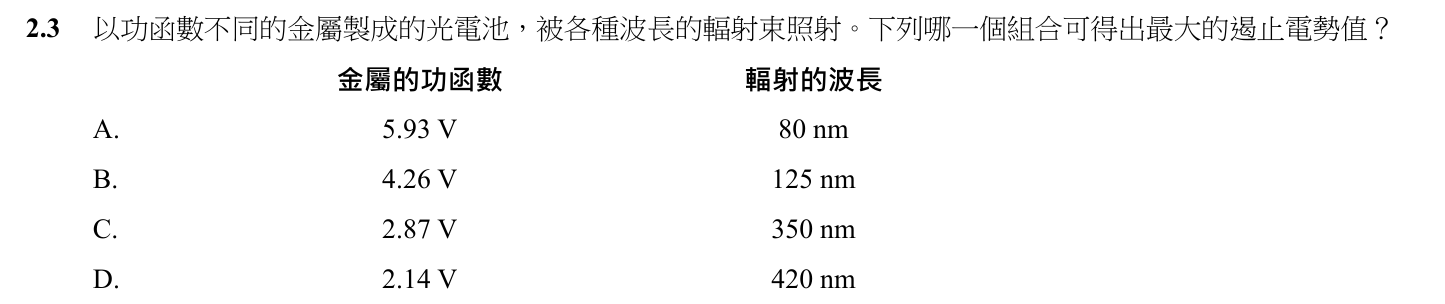 2.3 以功函數不同的金屬製成的光電池，被各種波長的輻射束照射。下列哪一個組合可得出最大的遏止電勢值？
金屬的功函數 輻射的波長
A. 5.93 V 80 nm
B. 4.26 V 125 nm
C. 2.87 V 350 nm
D. 2.14 V 420 nm